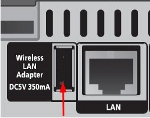 Wireless
LAN
Adapter
DC5V 350mA
LAN